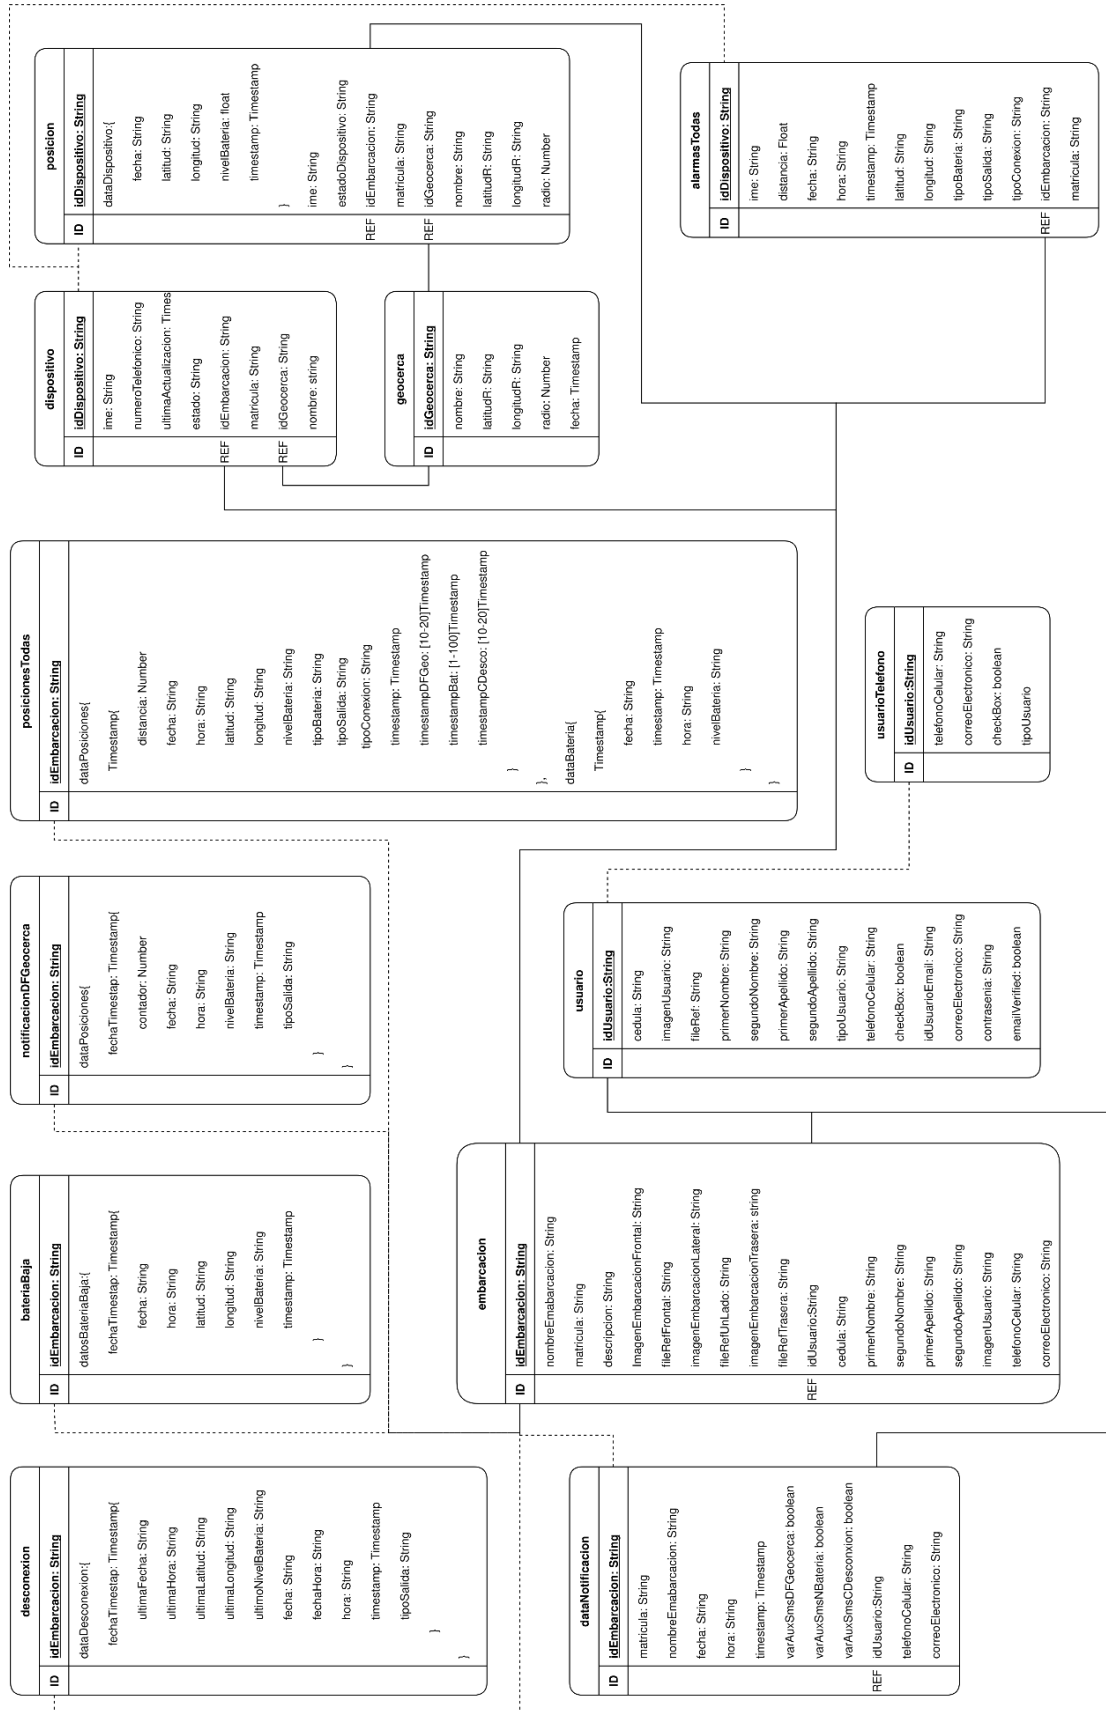 desconexion
ID idEmbarcacion: String
dataDesconexion:{
fechaTimestap: Timestamp{
ultimaFecha: String
ultimaHora: String
ultimaLatitud: String
ultimaLongitud: String
ultimoNivelBateria: String
fecha: String
fechaHora: String
hora: String
timestamp: Timestamp
tipoSalida: String
}
}
bateriaBaja
ID idEmbarcacion: String
datosBateriaBaja:{
fechaTimestap: Timestamp{
fecha: String
hora: String
latitud: String
longitud: String
nivelBateria: String
timestamp: Timestamp
}
}
notificacionDFGeocerca
ID idEmbarcacion: String
dataPosiciones{
fechaTimestap: Timestamp{
contador: Number
fecha: String
hora: String
nivelBateria: String
timestamp: Timestamp
tipoSalida: String
}
}
posicionesTodas
ID idEmbarcacion: String
dataPosiciones{
Timestamp{
distancia: Number
fecha: String
hora: String
latitud: String
longitud: String
nivelBateria: String
tipoBateria: String
tipoSalida: String
tipoConexion: String
timestamp: Timestamp
timestampDFGeo: [10-20]Timestamp
timestampBat: [1-100]Timestamp
timestampCDesco: [10-20]Timestamp
}
},
dataBateria{
Timestamp{
fecha: String
timestamp: Timestamp
hora: String
nivelBateria: String
}
}
dispositivo
ID idDispositivo: String
ime: String
numeroTelefonico: String
ultimaActualizacion: Times
estado: String
REF idEmbarcacion: String
matricula: String
REF idGeocerca: String
nombre: string
posicion
ID idDispositivo: String
dataDispositivo:{
fecha: String
latitud: String
longitud: String
nivelBateria: float
timestamp: Timestamp
}
ime: String
estadoDispositivo: String
REF idEmbarcacion: String
matricula: String
REF idGeocerca: String
nombre: String
latitudR: String
longitudR: String
radio: Number
geocerca
ID idGeocerca: String
nombre: String
latitudR: String
longitudR: String
radio: Number
fecha: Timestamp
dataNotificacion
ID idEmbarcacion: String
matricula: String
nombreEmabarcacion: String
fecha: String
hora: String
timestamp: Timestamp
varAuxSmsDFGeocerca: boolean
varAuxSmsNBateria: boolean
varAuxSmsCDesconxion: boolean
REF idUsuario:String
telefonoCelular: String
correoElectronico: String
embarcacion
ID idEmbarcacion: String
nombreEmabarcacion: String
matricula: String
descripcion: String
ImagenEmbarcacionFrontal: String
fileRefFrontal: String
imagenEmbarcacionLateral: String
fileRefUnLado: String
imagenEmbarcacionTrasera: string
fileRefTrasera: String
REF idUsuario:String
cedula: String
primerNombre: String
segundoNombre: String
primerApellido: String
segundoApellido: String
imagenUsuario: String
telefonoCelular: String
correoElectronico: String
usuario
ID idUsuario:String
cedula: String
imagenUsuario: String
fileRef: String
primerNombre: String
segundoNombre: String
primerApellido: String
segundoApellido: String
tipoUsuario: String
telefonoCelular: String
checkBox: boolean
idUsuarioEmail: String
correoElectronico: String
contrasenia: String
emailVerified: boolean
usuarioTelefono
ID idUsuario:String
telefonoCelular: String
correoElectronico: String
checkBox: boolean
tipoUsuario
alarmasTodas
ID idDispositivo: String
ime: String
distancia: Float
fecha: String
hora: String
timestamp: Timestamp
latitud: String
longitud: String
tipoBateria: String
tipoSalida: String
tipoConexion: String
REF idEmbarcacion: String
matricula: String